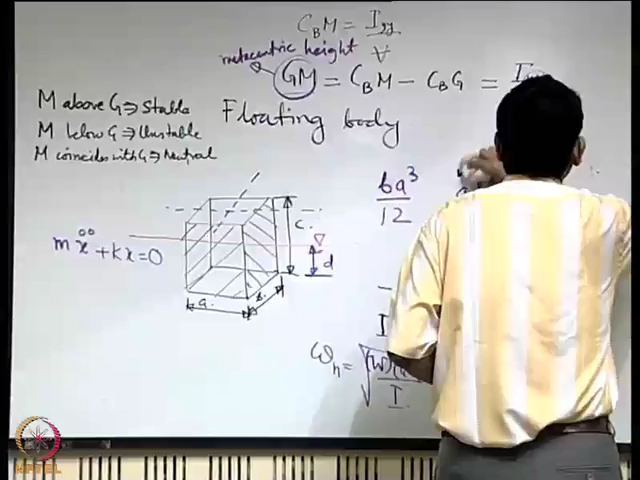 C_B M = I_yy / ∀
metacentric height
GM = C_B M - C_B G =
M above G ⇒ Stable
Floating body
M below G ⇒ Unstable
M coincides with G ⇒ Neutral
ba³ / 12
mẍ + kx = 0
c
d
b
a
I
ω_n =
I
NPTEL